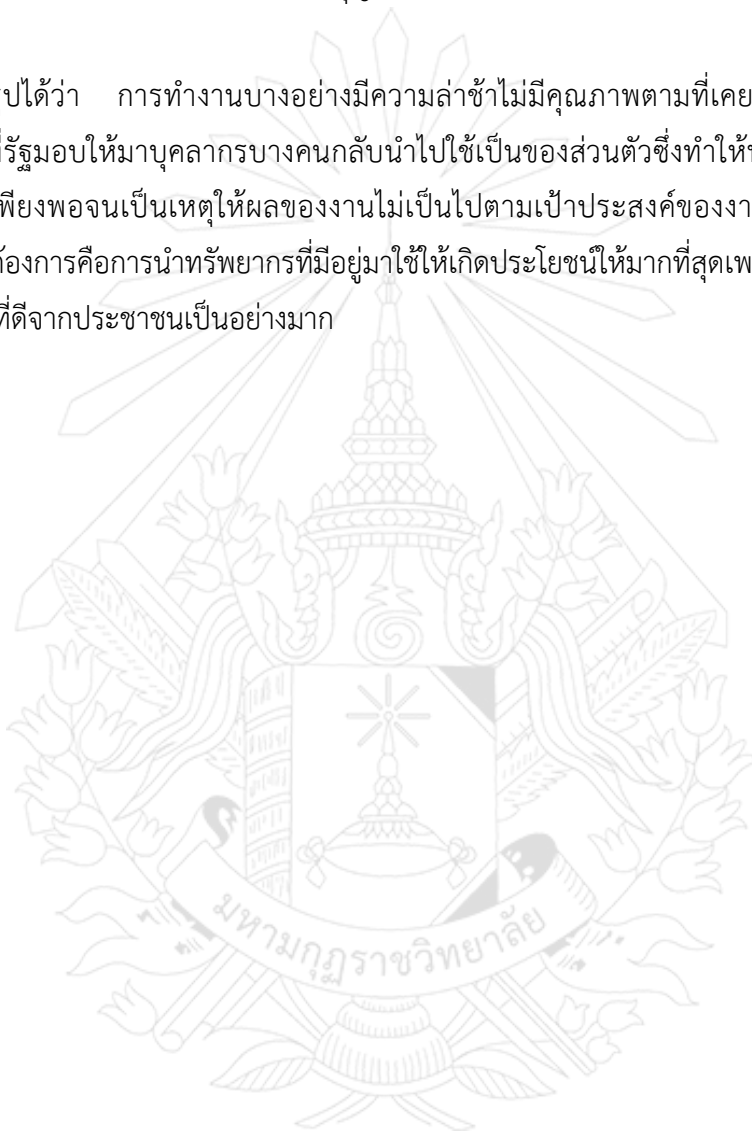 ปได้ว่า การทำงานบางอย่างมีความล่าช้าไม่มีคุณภาพตามที่เคย
ที่รัฐมอบให้มาบุคลากรบางคนกลับนำไปใช้เป็นของส่วนตัวซึ่งทำให้
พียงพอจนเป็นเหตุให้ผลของงานไม่เป็นไปตามเป้าประสงค์ของงา
้องการคือการนำทรัพยากรที่มีอยู่มาใช้ให้เกิดประโยชน์ให้มากที่สุดเพ
ที่ดีจากประชาชนเป็นอย่างมาก
มหามกุฏราชวิทยาลัย